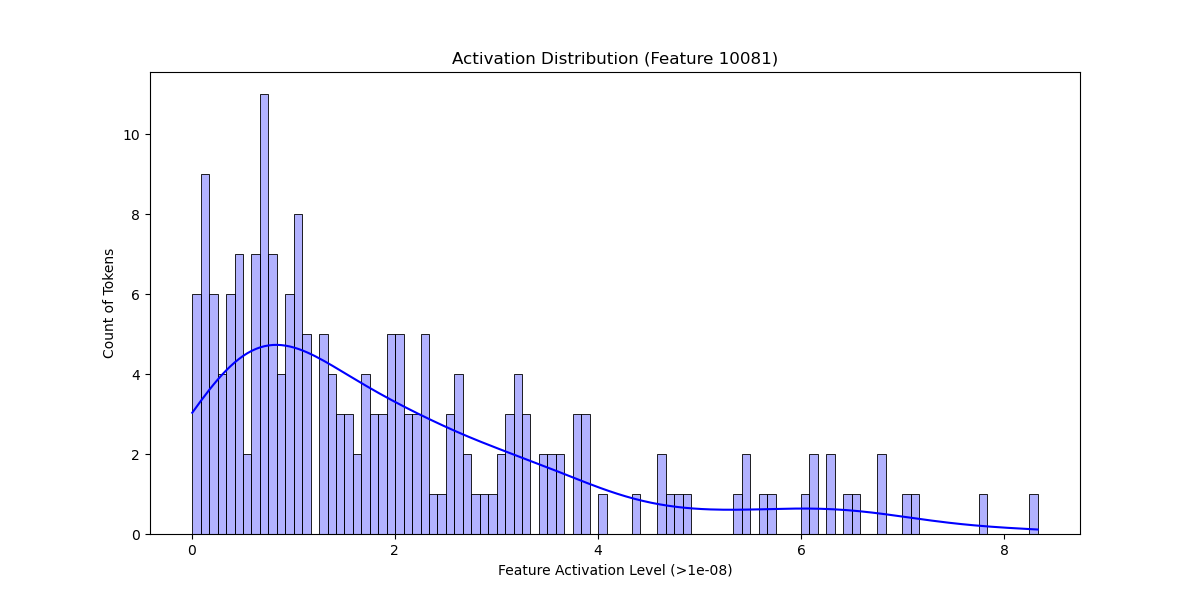 Activation Distribution (Feature 10081)
Count of Tokens
10
8
6
4
2
0
0 2 4 6 8
Feature Activation Level (>1e-08)